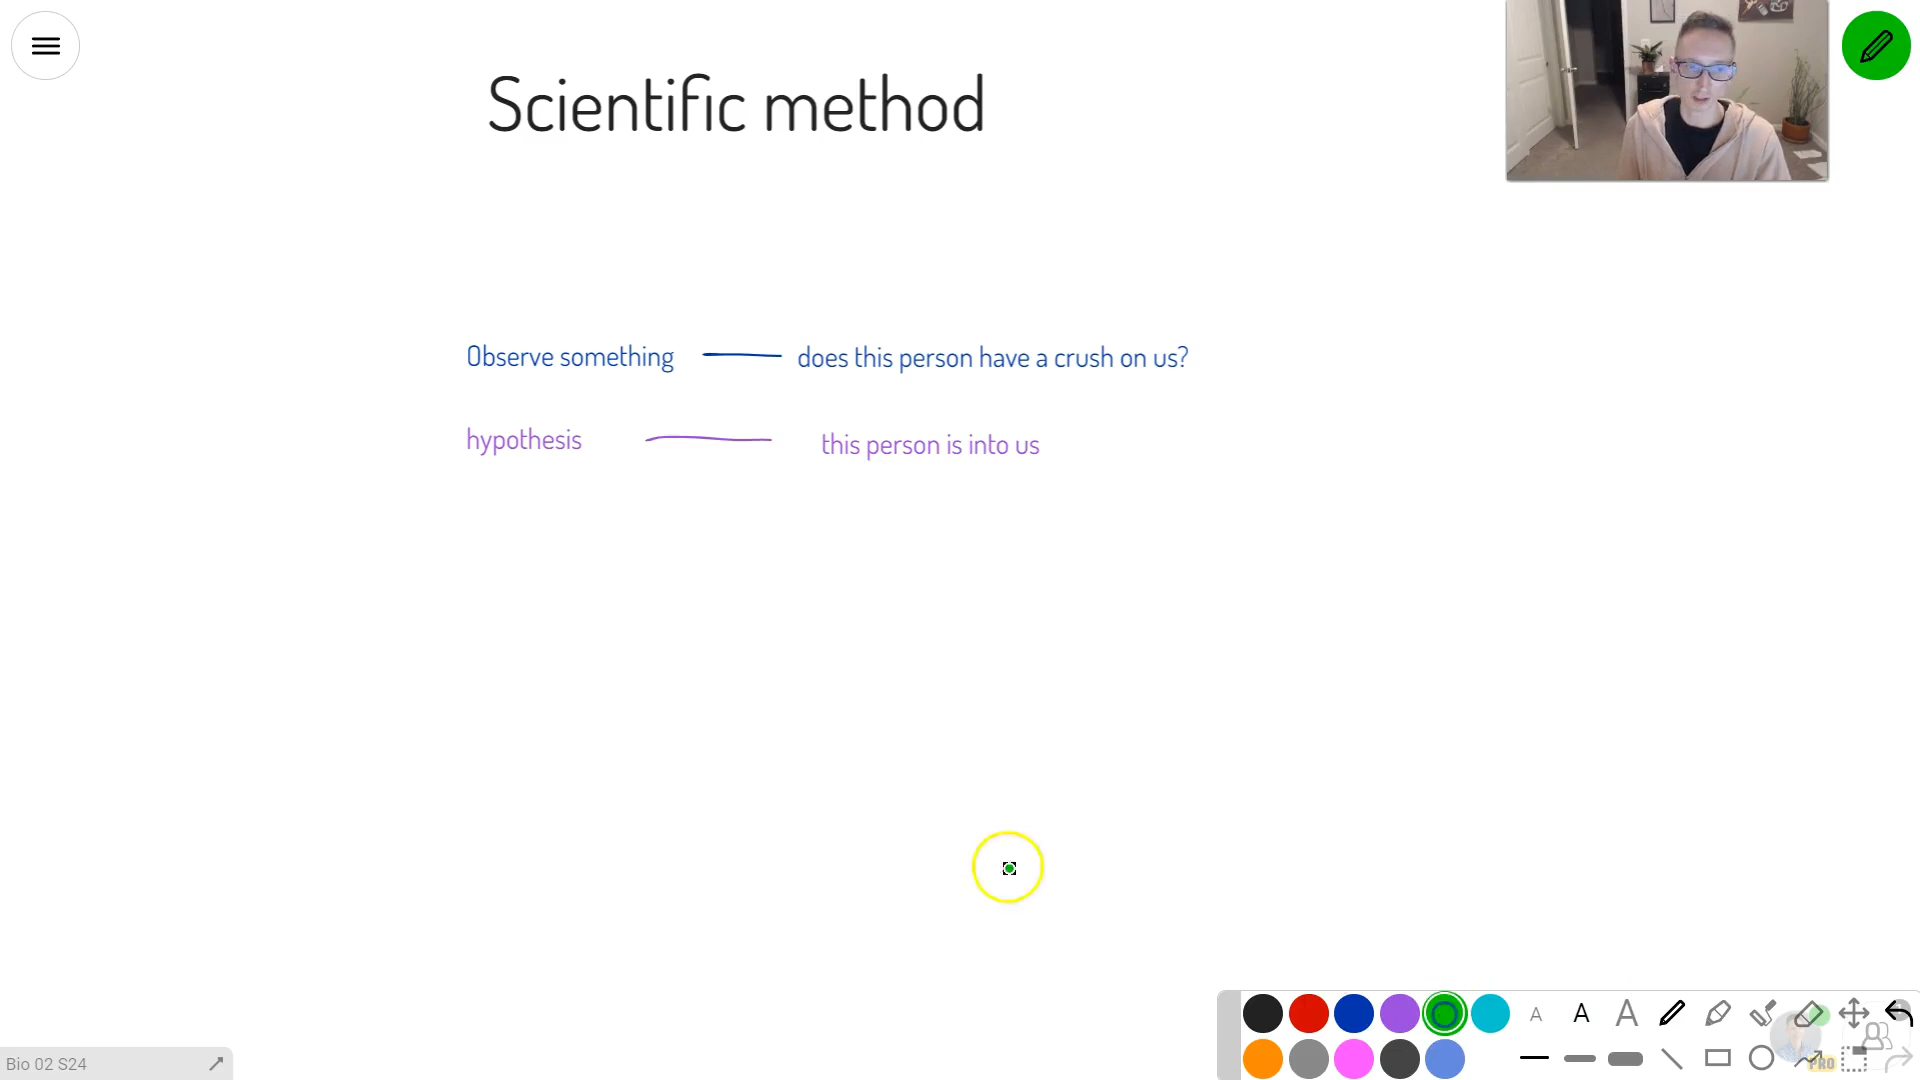 Scientific method
Observe something does this person have a crush on us?
hypothesis this person is into us
A A A
PRO
Bio 02 S24